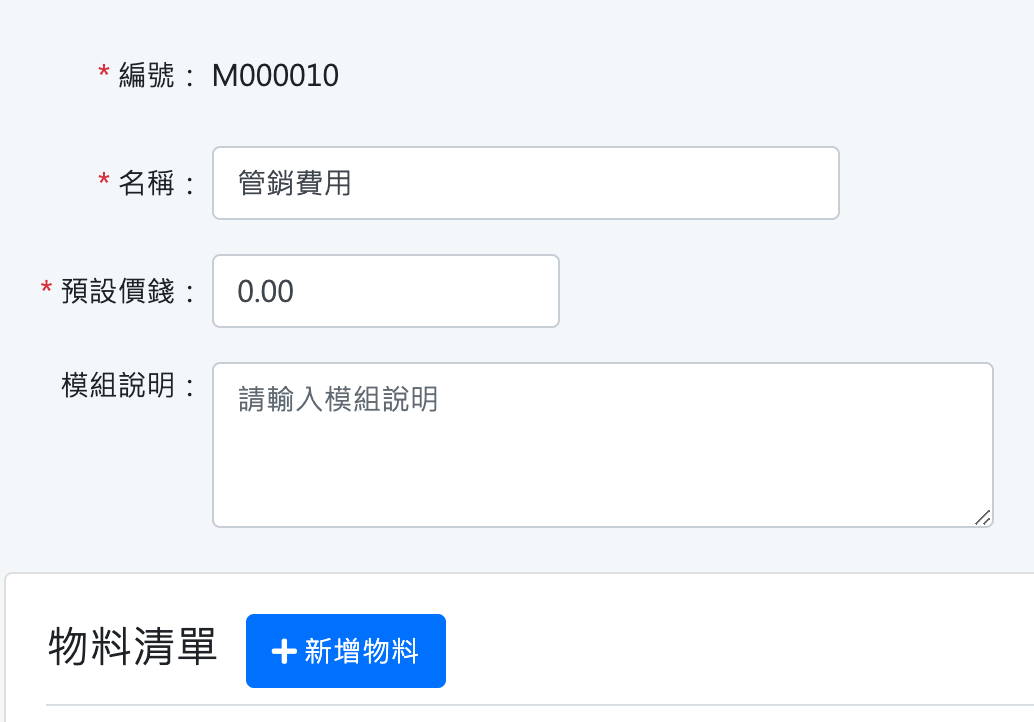 * 編號： M000010
* 名稱： 管銷費用
* 預設價錢： 0.00
模組說明： 請輸入模組說明
物料清單 + 新增物料